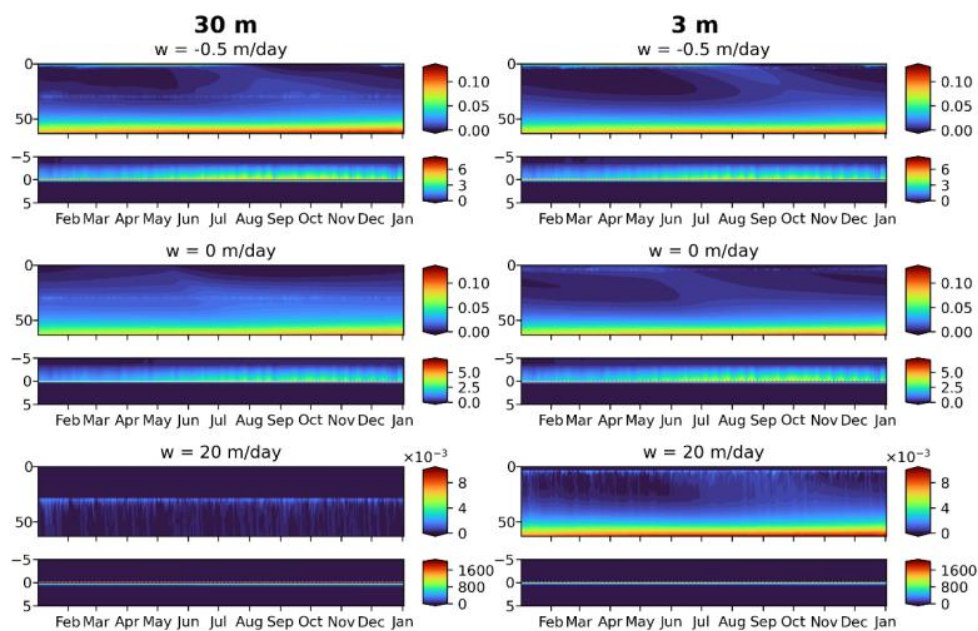 30 m 3 m
w = -0.5 m/day w = -0.5 m/day
0 0.10 0 0.10
0.05 0.05
50 0.00 50 0.00
−5 6 −5 6
0 3 0 3
5 0 5 0
Feb Mar Apr May Jun Jul Aug Sep Oct Nov Dec Jan Feb Mar Apr May Jun Jul Aug Sep Oct Nov Dec Jan
w = 0 m/day w = 0 m/day
0 0.10 0 0.10
0.05 0.05
50 0.00 50 0.00
−5 5.0 −5 5.0
0 2.5 0 2.5
5 0.0 5 0.0
Feb Mar Apr May Jun Jul Aug Sep Oct Nov Dec Jan Feb Mar Apr May Jun Jul Aug Sep Oct Nov Dec Jan
w = 20 m/day ×10⁻³ w = 20 m/day ×10⁻³
0 8 0 8
4 4
50 0 50 0
−5 1600 −5 1600
0 800 0 800
5 0 5 0
Feb Mar Apr May Jun Jul Aug Sep Oct Nov Dec Jan Feb Mar Apr May Jun Jul Aug Sep Oct Nov Dec Jan